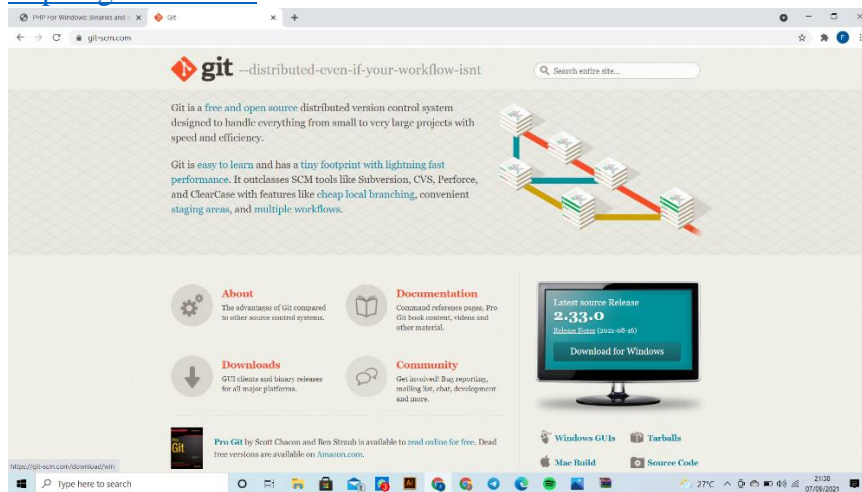 PHP For Windows: Binaries and
Git
git-scm.com
git --distributed-even-if-your-workflow-isnt
Search entire site...
Git is a free and open source distributed version control system
designed to handle everything from small to very large projects with
speed and efficiency.
Git is easy to learn and has a tiny footprint with lightning fast
performance. It outclasses SCM tools like Subversion, CVS, Perforce,
and ClearCase with features like cheap local branching, convenient
staging areas, and multiple workflows.
About
The advantages of Git compared
to other source control systems.
Documentation
Command reference pages, Pro
Git book content, videos and
other material.
Downloads
GUI clients and binary releases
for all major platforms.
Community
Get involved! Bug reporting,
mailing list, chat, development
and more.
Latest source Release
2.33.0
Release Notes (2021-08-16)
Download for Windows
Pro Git by Scott Chacon and Ben Straub is available to read online for free. Dead
tree versions are available on Amazon.com.
Windows GUIs
Tarballs
Mac Build
Source Code
https://git-scm.com/download/win
Type here to search
27°C
21:38
07/09/2021